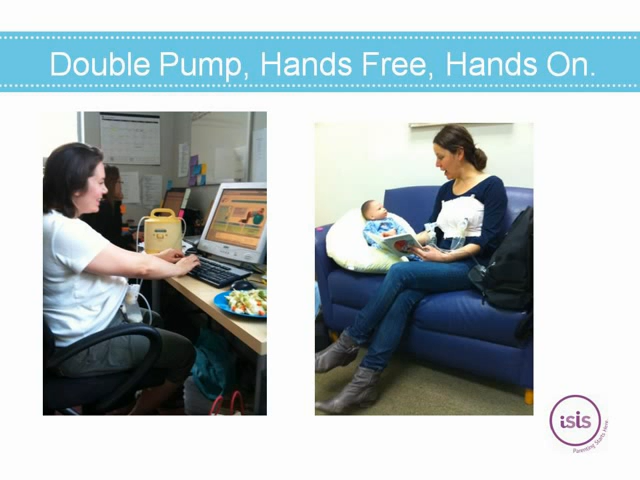 Double Pump, Hands Free, Hands On.
isis
Parenting Starts Here.